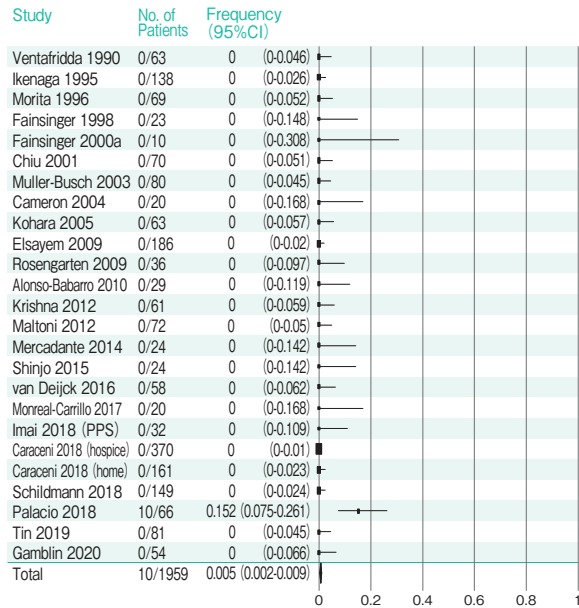 Study No. of Patients Frequency (95%CI)
Ventafridda 1990 0/63 0 (0-0.046)
Ikenaga 1995 0/138 0 (0-0.026)
Morita 1996 0/69 0 (0-0.052)
Fainsinger 1998 0/23 0 (0-0.148)
Fainsinger 2000a 0/10 0 (0-0.308)
Chiu 2001 0/70 0 (0-0.051)
Muller-Busch 2003 0/80 0 (0-0.045)
Cameron 2004 0/20 0 (0-0.168)
Kohara 2005 0/63 0 (0-0.057)
Elsayem 2009 0/186 0 (0-0.02)
Rosengarten 2009 0/36 0 (0-0.097)
Alonso-Babarro 2010 0/29 0 (0-0.119)
Krishna 2012 0/61 0 (0-0.059)
Maltoni 2012 0/72 0 (0-0.05)
Mercadante 2014 0/24 0 (0-0.142)
Shinjo 2015 0/24 0 (0-0.142)
van Deijck 2016 0/58 0 (0-0.062)
Monreal-Carrillo 2017 0/20 0 (0-0.168)
Imai 2018 (PPS) 0/32 0 (0-0.109)
Caraceni 2018 (hospice) 0/370 0 (0-0.01)
Caraceni 2018 (home) 0/161 0 (0-0.023)
Schildmann 2018 0/149 0 (0-0.024)
Palacio 2018 10/66 0.152 (0.075-0.261)
Tin 2019 0/81 0 (0-0.045)
Gamblin 2020 0/54 0 (0-0.066)
Total 10/1959 0.005 (0.002-0.009)
0 0.2 0.4 0.6 0.8 1